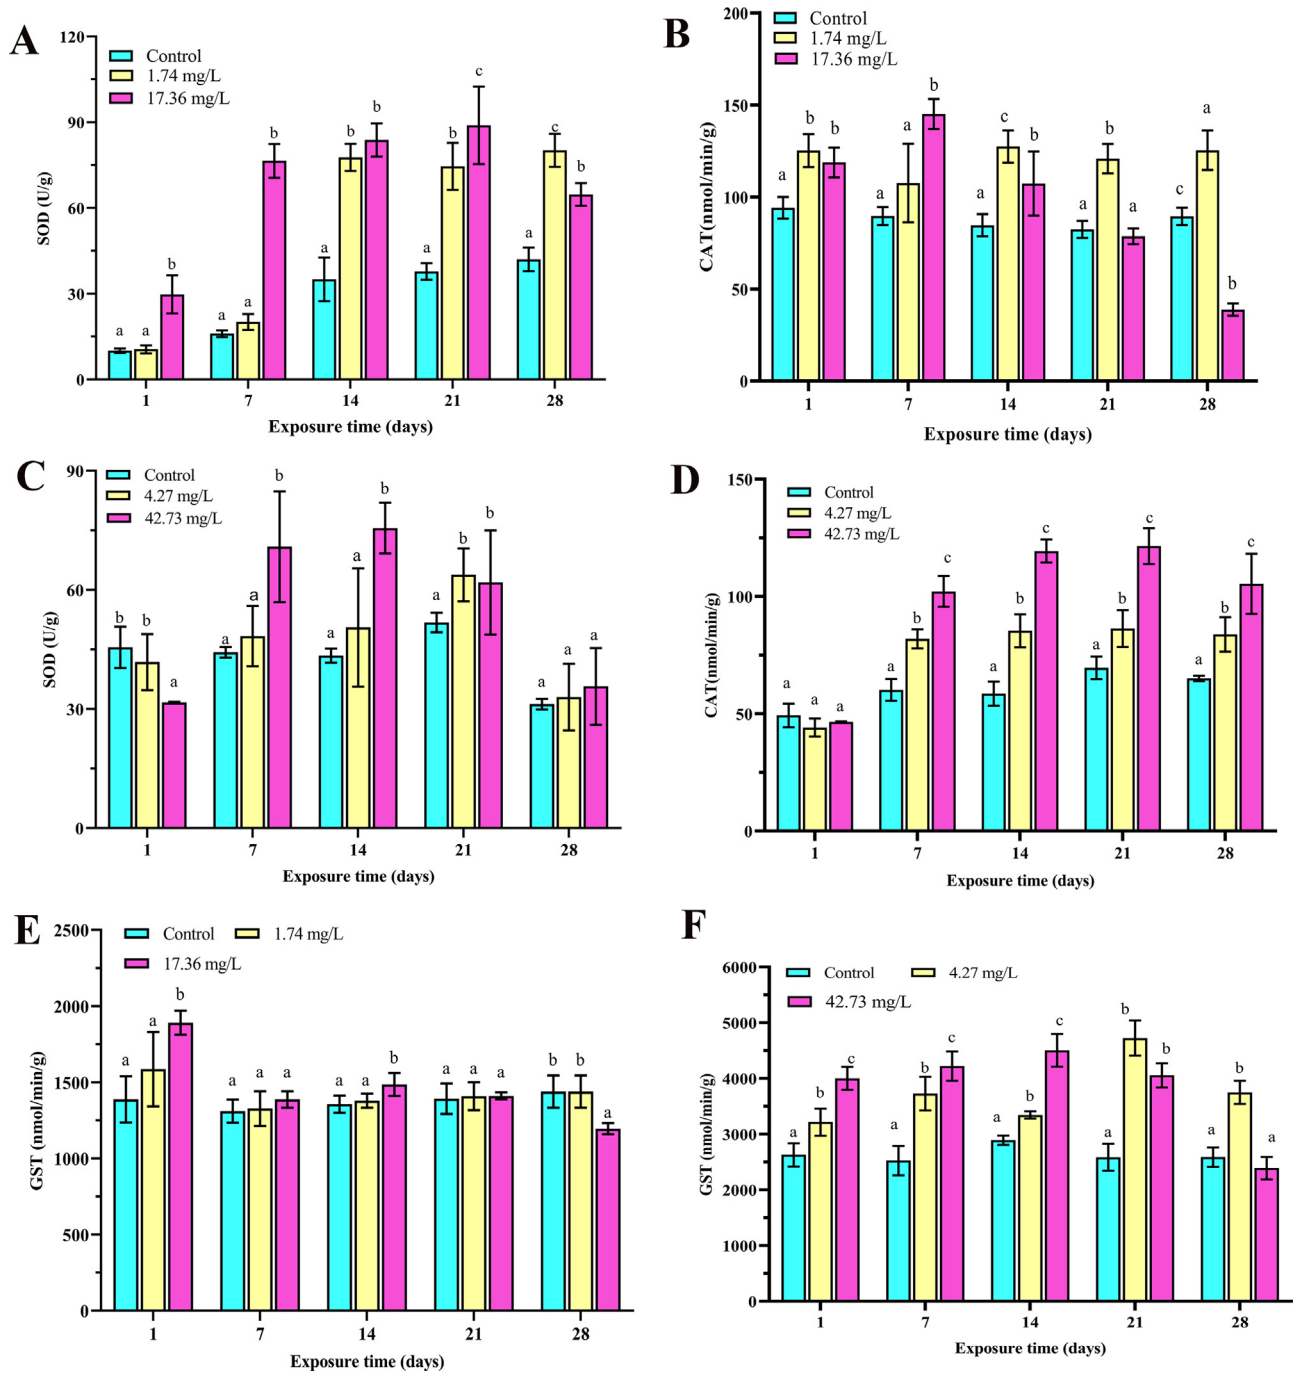 A
Control
1.74 mg/L
17.36 mg/L
SOD (U/g)
120
90
60
30
0
a a b
a a b
a b b
a b c
a c b
1 7 14 21 28
Exposure time (days)
B
Control
1.74 mg/L
17.36 mg/L
CAT(nmol/min/g)
200
150
100
50
0
a b b
a a b
a c b
a b a
c a b
1 7 14 21 28
Exposure time (days)
C
Control
4.27 mg/L
42.73 mg/L
SOD (U/g)
90
60
30
0
b b a
a a b
a a b
a b b
a a a
1 7 14 21 28
Exposure time (days)
D
Control
4.27 mg/L
42.73 mg/L
CAT(nmol/min/g)
150
100
50
0
a a a
a b c
a b c
a b c
a b c
1 7 14 21 28
Exposure time (days)
E
Control 1.74 mg/L
17.36 mg/L
GST (nmol/min/g)
2500
2000
1500
1000
500
0
a a b
a a a
a a b
a a a
b b a
1 7 14 21 28
Exposure time (days)
F
Control 4.27 mg/L
42.73 mg/L
GST (nmol/min/g)
6000
5000
4000
3000
2000
1000
0
a b c
a b c
a b c
a b b
a b a
1 7 14 21 28
Exposure time (days)